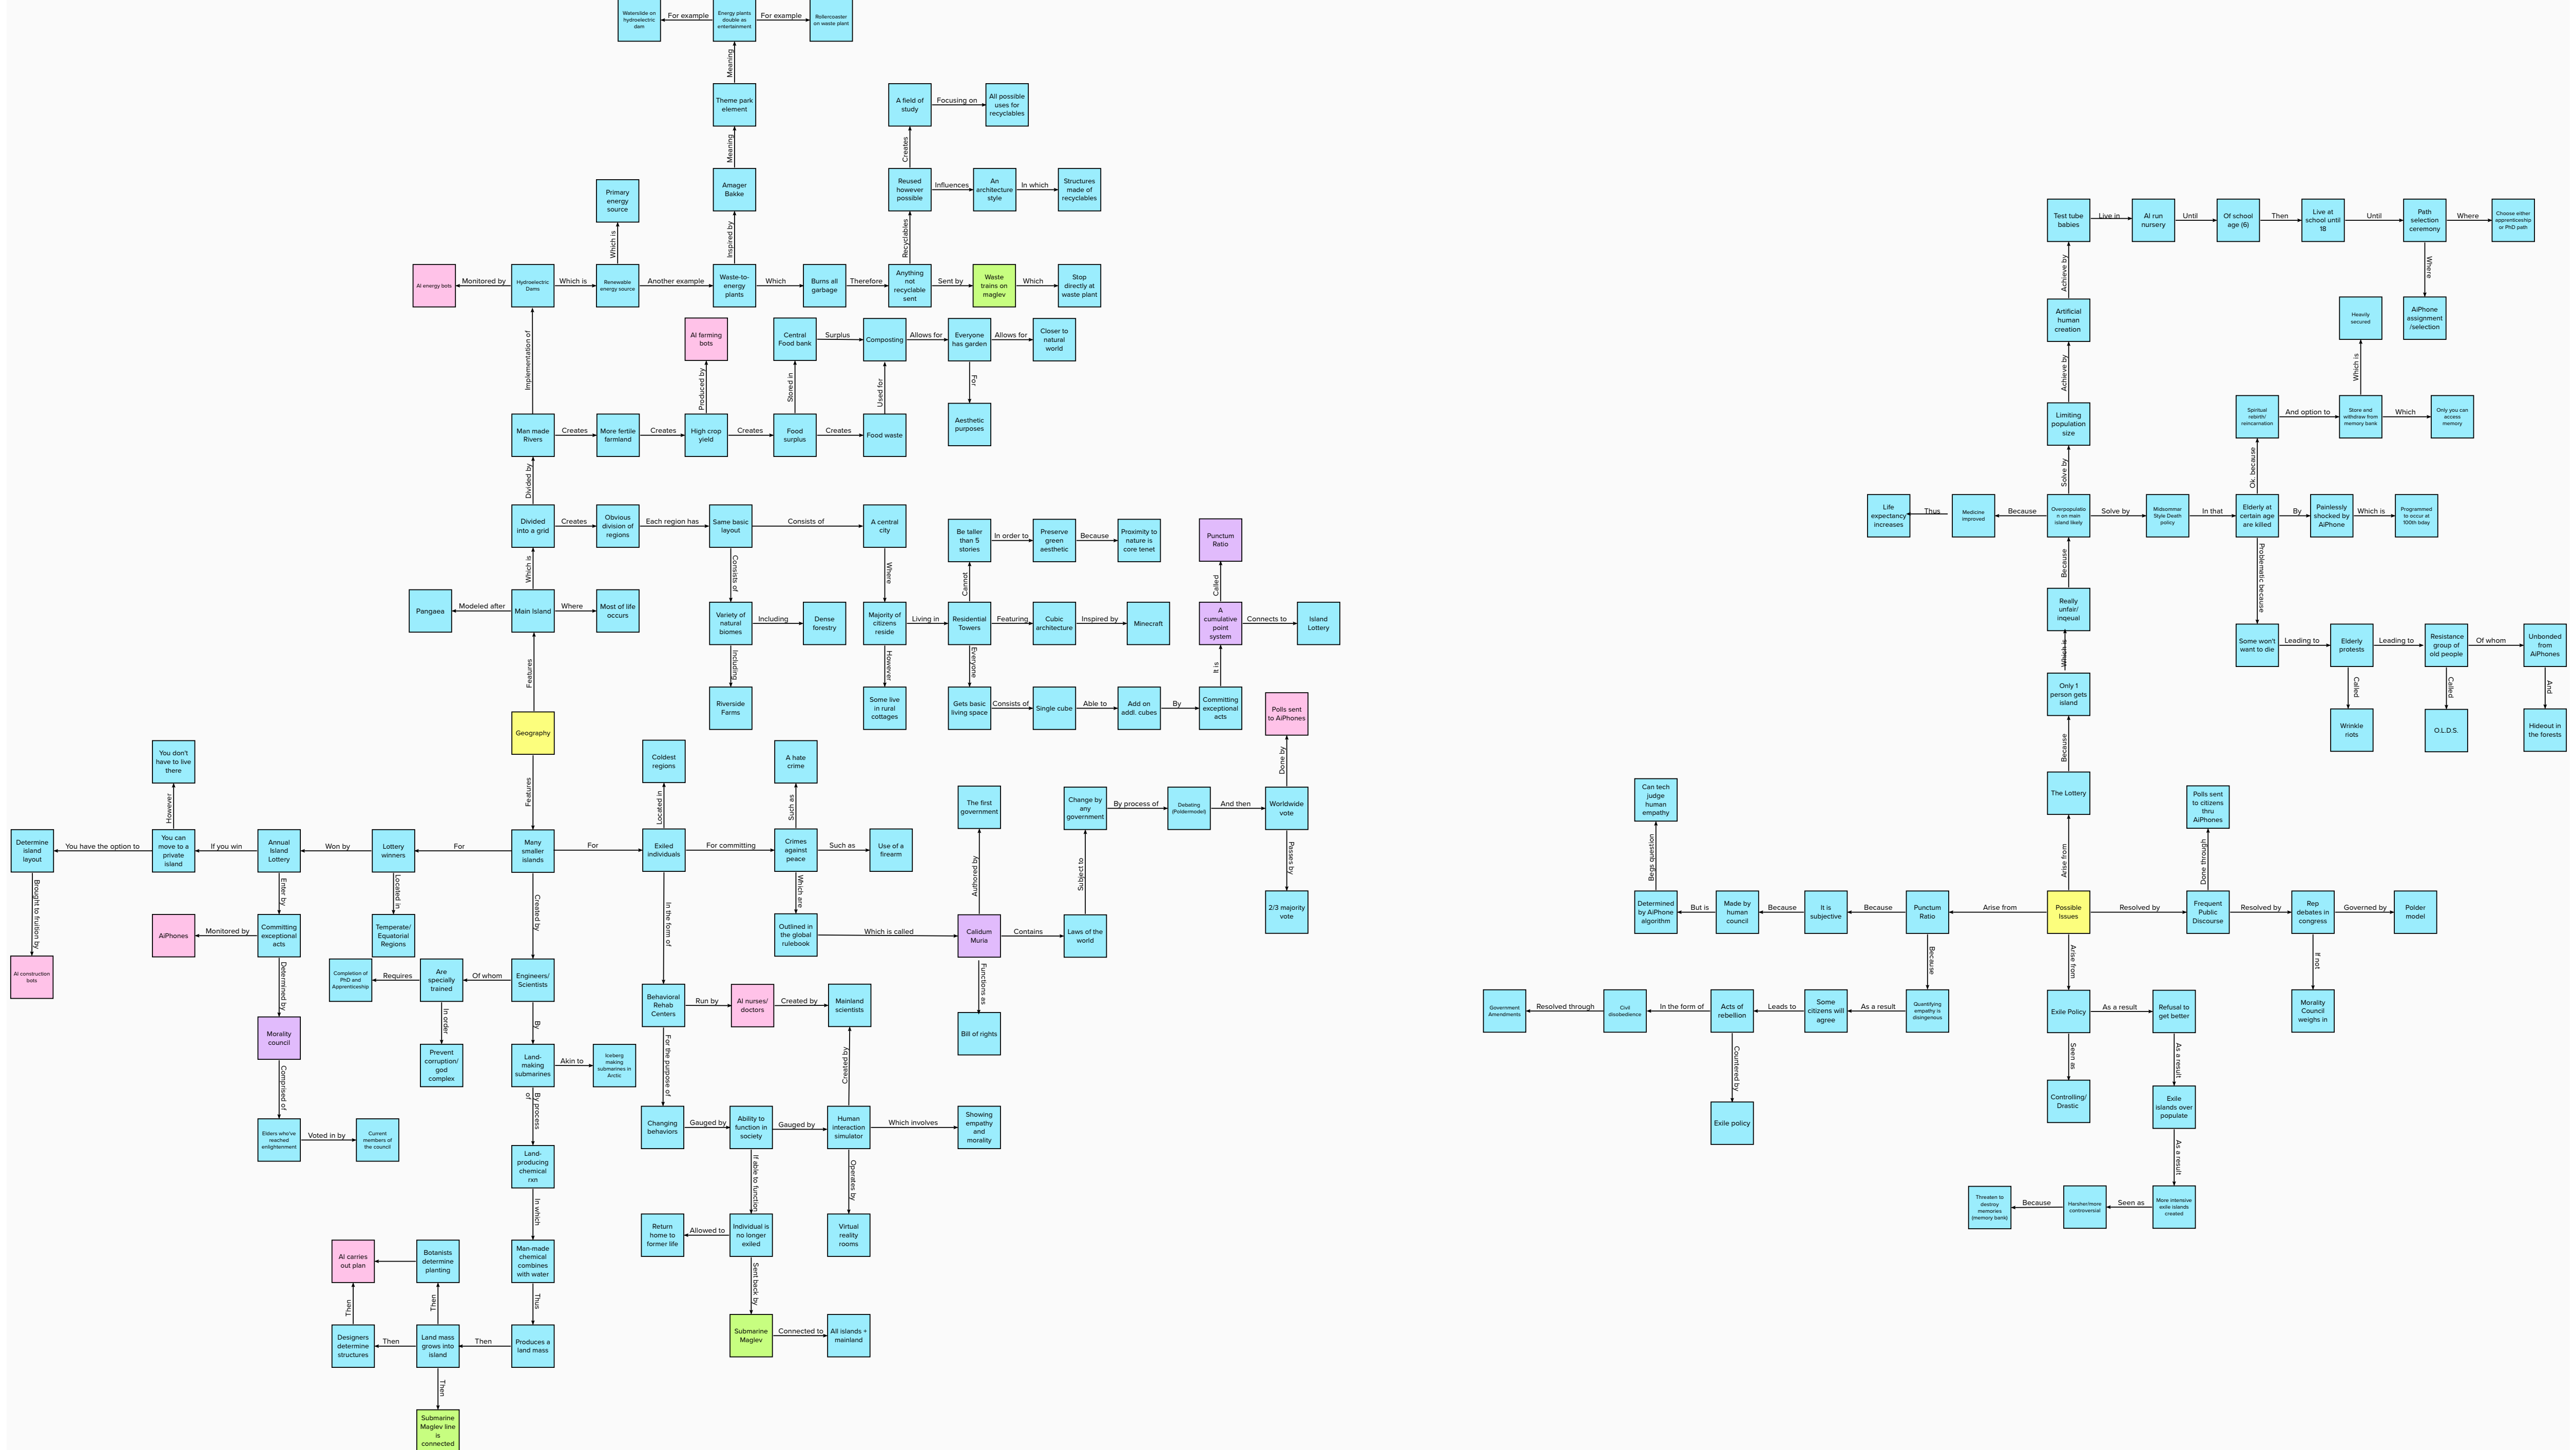 Waterslide on
hydroelectric
dam
For example
Energy plants
double as
entertainment
For example
Rollercoaster
on waste plant
Meaning
Theme park
element
Meaning
Amager
Bakke
Inspired by
A field of
study
Focusing on
All possible
uses for
recyclables
Creates
Reused
however
possible
Influences
An
architecture
style
In which
Structures
made of
recyclables
Recyclables
Primary
energy
source
Which is
AI energy bots
Monitored by
Hydroelectric
Dams
Which is
Renewable
energy source
Another example
Waste-to-
energy
plants
Which
Burns all
garbage
Therefore
Anything
not
recyclable
sent
Sent by
Waste
trains on
maglev
Which
Stop
directly at
waste plant
Implementation of
AI farming
bots
Produced by
Central
Food bank
Surplus
Composting
Allows for
Everyone
has garden
Allows for
Closer to
natural
world
Stored in
Used for
For
Aesthetic
purposes
Man made
Rivers
Creates
More fertile
farmland
Creates
High crop
yield
Creates
Food
surplus
Creates
Food waste
Divided by
Divided
into a grid
Creates
Obvious
division of
regions
Each region has
Same basic
layout
Consists of
A central
city
Which is
Consists of
Where
Be taller
than 5
stories
In order to
Preserve
green
aesthetic
Because
Proximity to
nature is
core tenet
Cannot
Punctum
Ratio
Called
Pangaea
Modeled after
Main Island
Where
Most of life
occurs
Variety of
natural
biomes
Including
Dense
forestry
Including
Riverside
Farms
Majority of
citizens
reside
Living in
Residential
Towers
Featuring
Cubic
architecture
Inspired by
Minecraft
A
cumulative
point
system
Connects to
Island
Lottery
However
Some live
in rural
cottages
Everyone
Gets basic
living space
Consists of
Single cube
Able to
Add on
addl. cubes
By
Committing
exceptional
acts
It is
Features
Geography
Features
Polls sent
to AiPhones
Done by
You don't
have to live
there
However
Determine
island
layout
You have the option to
You can
move to a
private
island
If you win
Annual
Island
Lottery
Won by
Lottery
winners
For
Many
smaller
islands
For
Exiled
individuals
For committing
Crimes
against
peace
Such as
Use of a
firearm
Coldest
regions
Located in
A hate
crime
Such as
The first
government
Authored by
Change by
any
government
By process of
Debating
(Poldermodel)
And then
Worldwide
vote
Passes by
2/3 majority
vote
Subject to
Brought to fruition by
AI construction
bots
Enter by
AiPhones
Monitored by
Committing
exceptional
acts
Determined by
Morality
council
Comprised of
Elders who've
reached
enlightenment
Voted in by
Current
members of
the council
Located in
Temperate/
Equatorial
Regions
Created by
Completion of
PhD and
Apprenticeship
Requires
Are
specially
trained
Of whom
Engineers/
Scientists
In order
Prevent
corruption/
god
complex
By
Land-
making
submarines
Akin to
Iceberg
making
submarines in
Arctic
By process
of
Land-
producing
chemical
rxn
In which
Man-made
chemical
combines
with water
Thus
Produces a
land mass
Then
Land mass
grows into
island
Then
Designers
determine
structures
Then
AI carries
out plan
Botanists
determine
planting
Then
Then
Submarine
Maglev line
is
connected
Which are
Outlined in
the global
rulebook
Which is called
Calidum
Muria
Contains
Laws of the
world
Functions as
Bill of rights
In the form of
Behavioral
Rehab
Centers
Run by
AI nurses/
doctors
Created by
Mainland
scientists
For the purpose of
Created by
Changing
behaviors
Gauged by
Ability to
function in
society
Gauged by
Human
interaction
simulator
Which involves
Showing
empathy
and
morality
If able to function
Operates by
Return
home to
former life
Allowed to
Individual is
no longer
exiled
Virtual
reality
rooms
Sent back by
Submarine
Maglev
Connected to
All islands +
mainland
Test tube
babies
Live in
AI run
nursery
Until
Of school
age (6)
Then
Live at
school until
18
Until
Path
selection
ceremony
Where
Choose either
apprenticeship
or PhD path
Where
AiPhone
assignment
/selection
Achieve by
Artificial
human
creation
Achieve by
Limiting
population
size
Solve by
Heavily
secured
Which is
Spiritual
rebirth/
reincarnation
And option to
Store and
withdraw from
memory bank
Which
Only you can
access
memory
Ok, because
Life
expectancy
increases
Thus
Medicine
improved
Because
Overpopulatio
n on main
island likely
Solve by
Midsommar
Style Death
policy
In that
Elderly at
certain age
are killed
By
Painlessly
shocked by
AiPhone
Which is
Programmed
to occur at
100th bday
Because
Problematic because
Really
unfair/
inqeual
Which is
Only 1
person gets
island
Because
The Lottery
Arise from
Some won't
want to die
Leading to
Elderly
protests
Leading to
Resistance
group of
old people
Of whom
Unbonded
from
AiPhones
Called
Wrinkle
riots
Called
O.L.D.S.
And
Hideout in
the forests
Can tech
judge
human
empathy
Begs question
Polls sent
to citizens
thru
AiPhones
Done through
Determined
by AiPhone
algorithm
But is
Made by
human
council
Because
It is
subjective
Because
Punctum
Ratio
Arise from
Possible
Issues
Resolved by
Frequent
Public
Discourse
Resolved by
Rep
debates in
congress
Governed by
Polder
model
Because
Arise from
If not
Morality
Council
weighs in
Government
Amendments
Resolved through
Civil
disobedience
In the form of
Acts of
rebellion
Leads to
Some
citizens will
agree
As a result
Quantifying
empathy is
disingenous
Countered by
Exile policy
Exile Policy
As a result
Refusal to
get better
Seen as
Controlling/
Drastic
As a result
Exile
islands over
populate
As a result
More intensive
exile islands
created
Seen as
Harsher/more
controversial
Because
Threaten to
destroy
memories
(memory bank)